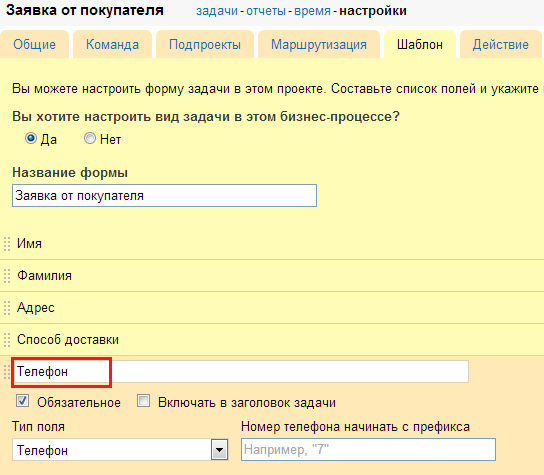 Заявка от покупателя задачи - отчеты - время - настройки
Общие Команда Подпроекты Маршрутизация Шаблон Действие
Вы можете настроить форму задачи в этом проекте. Составьте список полей и укажите
Вы хотите настроить вид задачи в этом бизнес-процессе?
Да Нет
Название формы
Заявка от покупателя
Имя
Фамилия
Адрес
Способ доставки
Телефон
Обязательное Включать в заголовок задачи
Тип поля Номер телефона начинать с префикса
Телефон Например, "7"